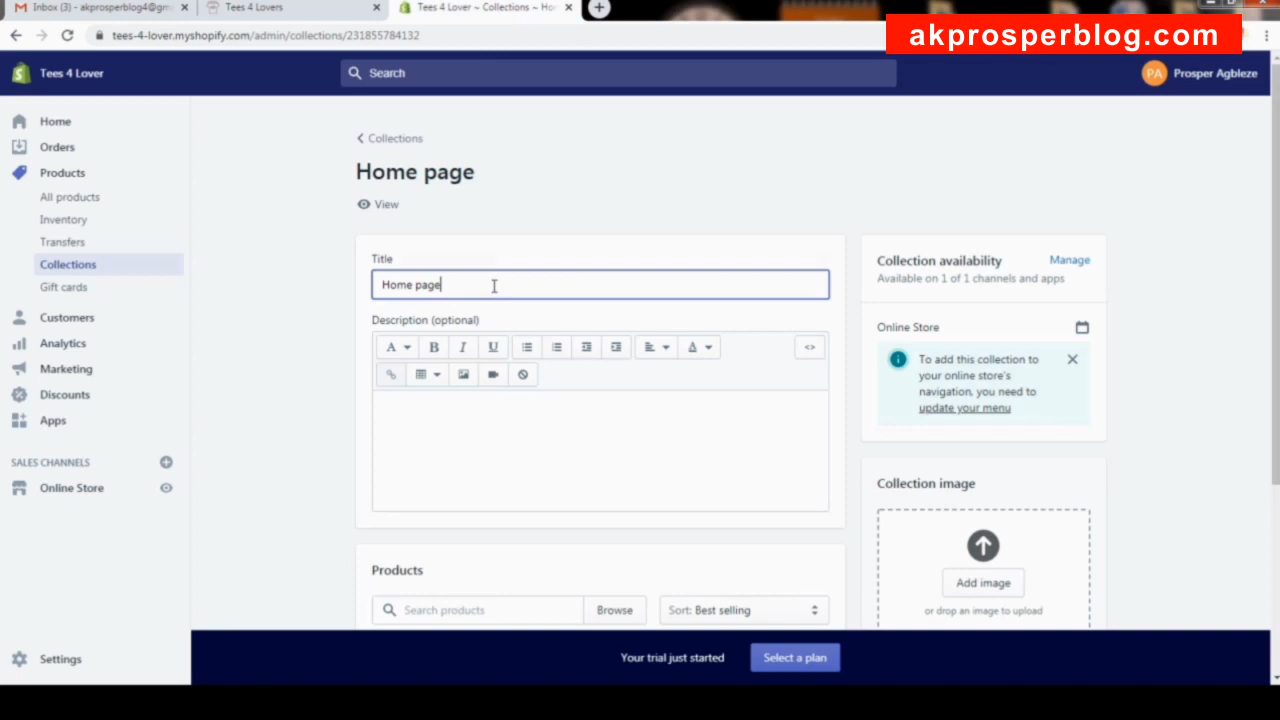 Inbox (3) - akprosperblog4@gm
Tees 4 Lovers
Tees 4 Lover ~ Collections ~ Ho
tees-4-lover.myshopify.com/admin/collections/231855784132
akprosperblog.com
Tees 4 Lover
Search
PA
Prosper Agbleze
Home
Orders
Products
All products
Inventory
Transfers
Collections
Gift cards
Customers
Analytics
Marketing
Discounts
Apps
SALES CHANNELS
Online Store
Settings
Collections
Home page
View
Title
Home page
Description (optional)
A
B
I
U
A
<>
Products
Search products
Browse
Sort: Best selling
Collection availability
Manage
Available on 1 of 1 channels and apps
Online Store
To add this collection to
your online store's
navigation, you need to
update your menu
Collection image
Add image
or drop an image to upload
Your trial just started
Select a plan